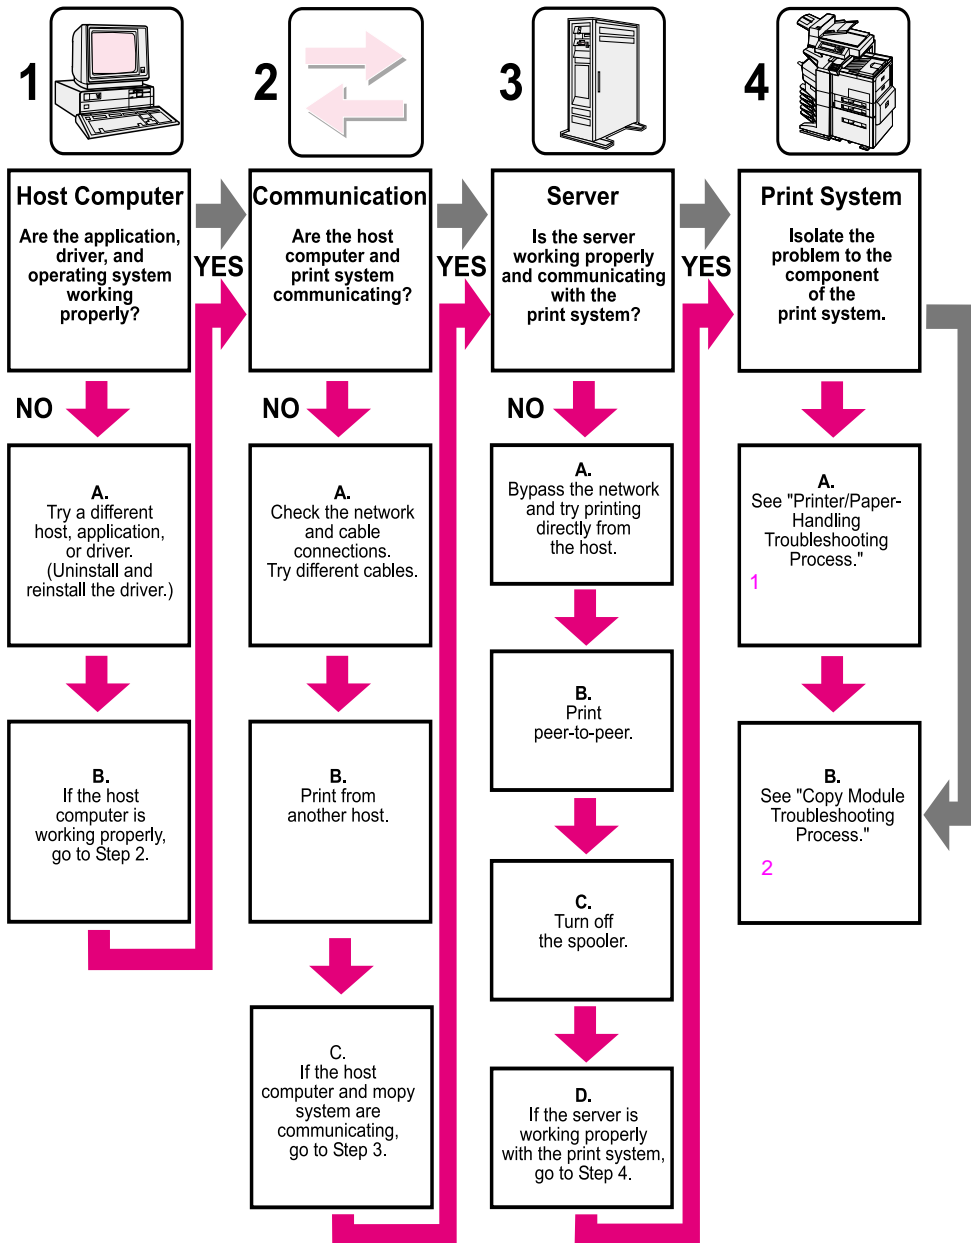 1
2
3
4
Host Computer
Are the application,
driver, and
operating system
working
properly?
YES
NO
A.
Try a different
host, application,
or driver.
(Uninstall and
reinstall the driver.)
B.
If the host
computer is
working properly,
go to Step 2.
Communication
Are the host
computer and
print system
communicating?
YES
NO
A.
Check the network
and cable
connections.
Try different cables.
B.
Print from
another host.
C.
If the host
computer and mopy
system are
communicating,
go to Step 3.
Server
Is the server
working properly
and communicating
with the
print system?
YES
NO
A.
Bypass the network
and try printing
directly from
the host.
B.
Print
peer-to-peer.
C.
Turn off
the spooler.
D.
If the server is
working properly
with the print system,
go to Step 4.
Print System
Isolate the
problem to the
component
of the
print system.
A.
See "Printer/Paper-
Handling
Troubleshooting
Process."
1
B.
See "Copy Module
Troubleshooting
Process."
2